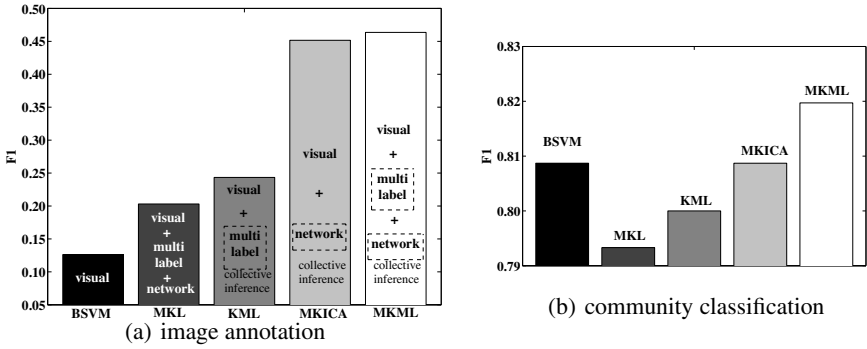 0.50
0.45
0.40
0.35
0.30
0.25
0.20
0.15
0.10
0.05
F1
visual
visual
+
multi
label
+
network
visual
+
multi
label
collective
inference
visual
+
network
collective
inference
visual
+
multi
label
+
network
collective
inference
BSVM MKL KML MKICA MKML
(a) image annotation
0.83
0.82
0.81
0.80
0.79
F1
BSVM
MKL
KML
MKICA
MKML
(b) community classification